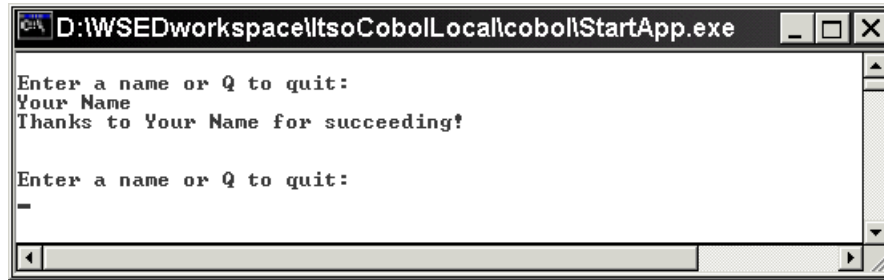 D:\WSEDworkspace\ItsoCobolLocal\cobol\StartApp.exe
Enter a name or Q to quit:
Your Name
Thanks to Your Name for succeeding!
Enter a name or Q to quit: